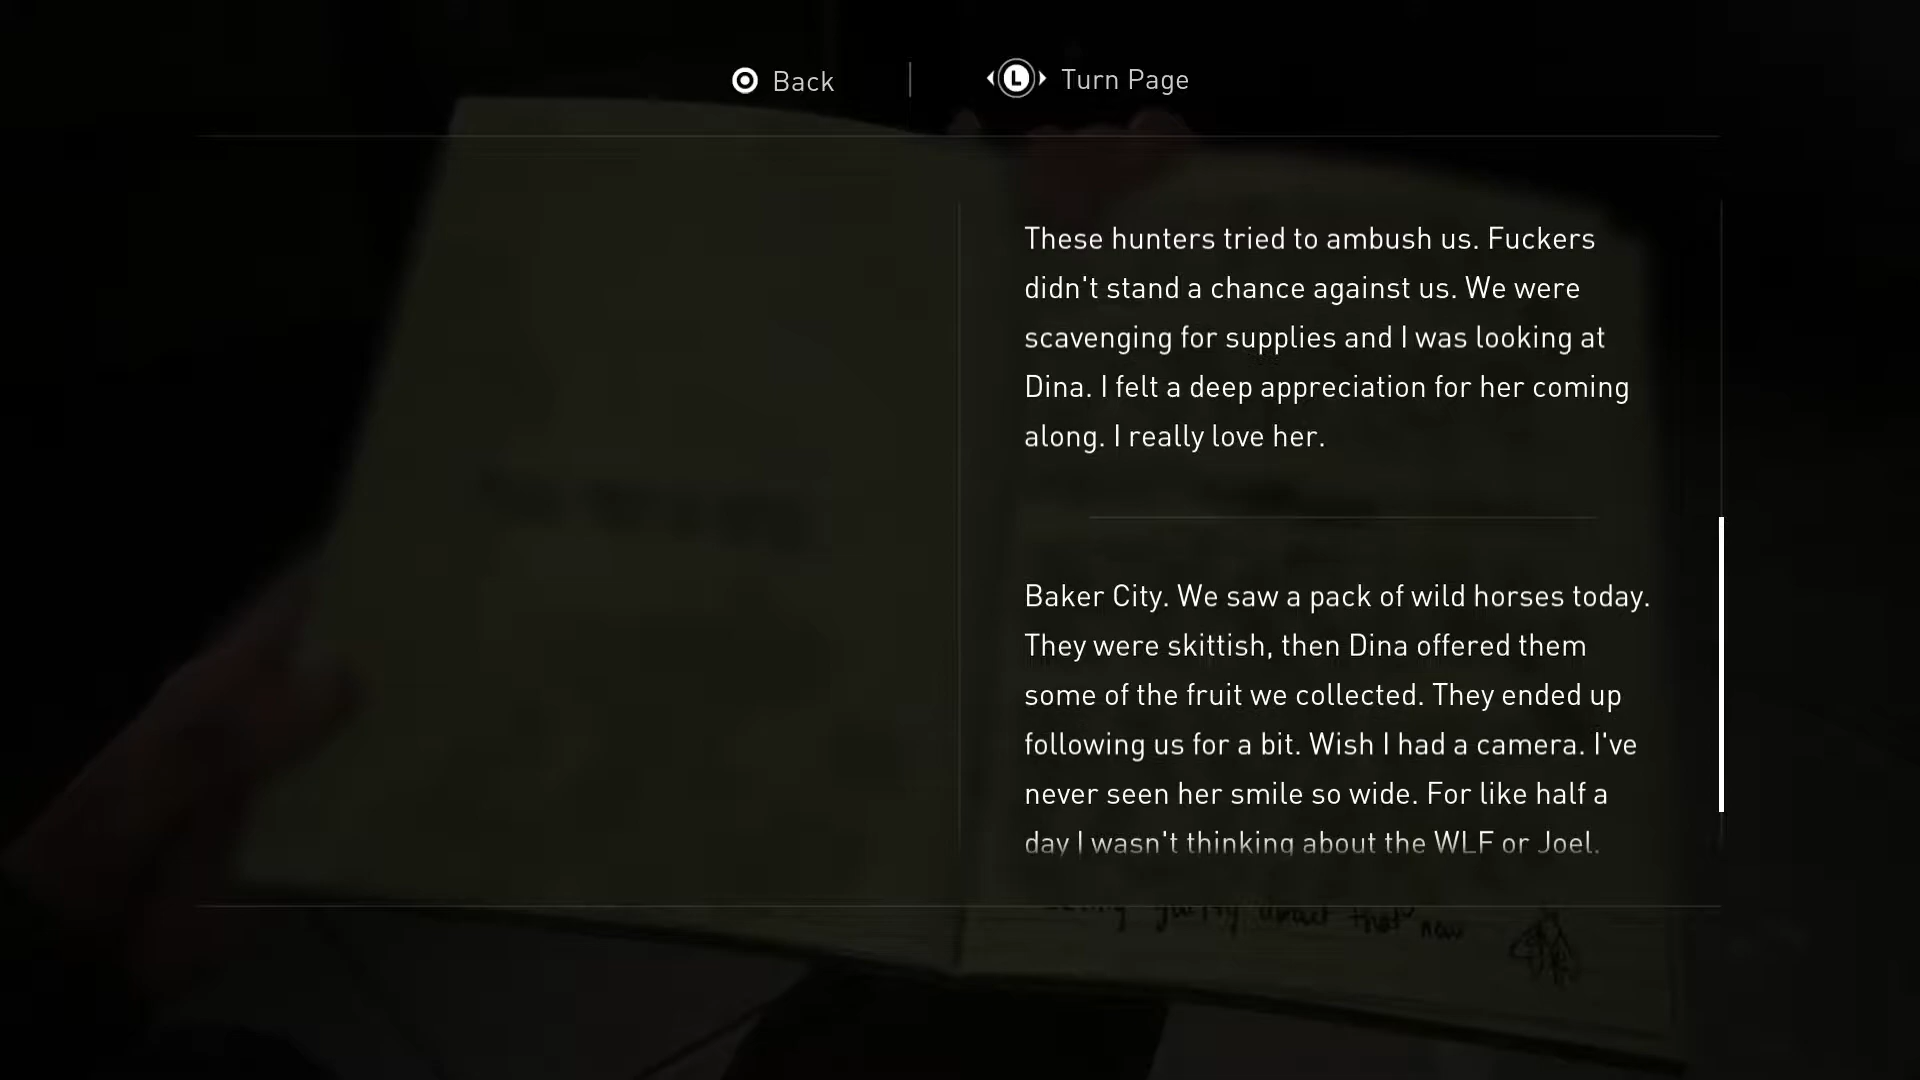 Back
L Turn Page
These hunters tried to ambush us. Fuckers
didn't stand a chance against us. We were
scavenging for supplies and I was looking at
Dina. I felt a deep appreciation for her coming
along. I really love her.
Baker City. We saw a pack of wild horses today.
They were skittish, then Dina offered them
some of the fruit we collected. They ended up
following us for a bit. Wish I had a camera. I've
never seen her smile so wide. For like half a
day I wasn't thinking about the WLF or Joel.
guilty about that now